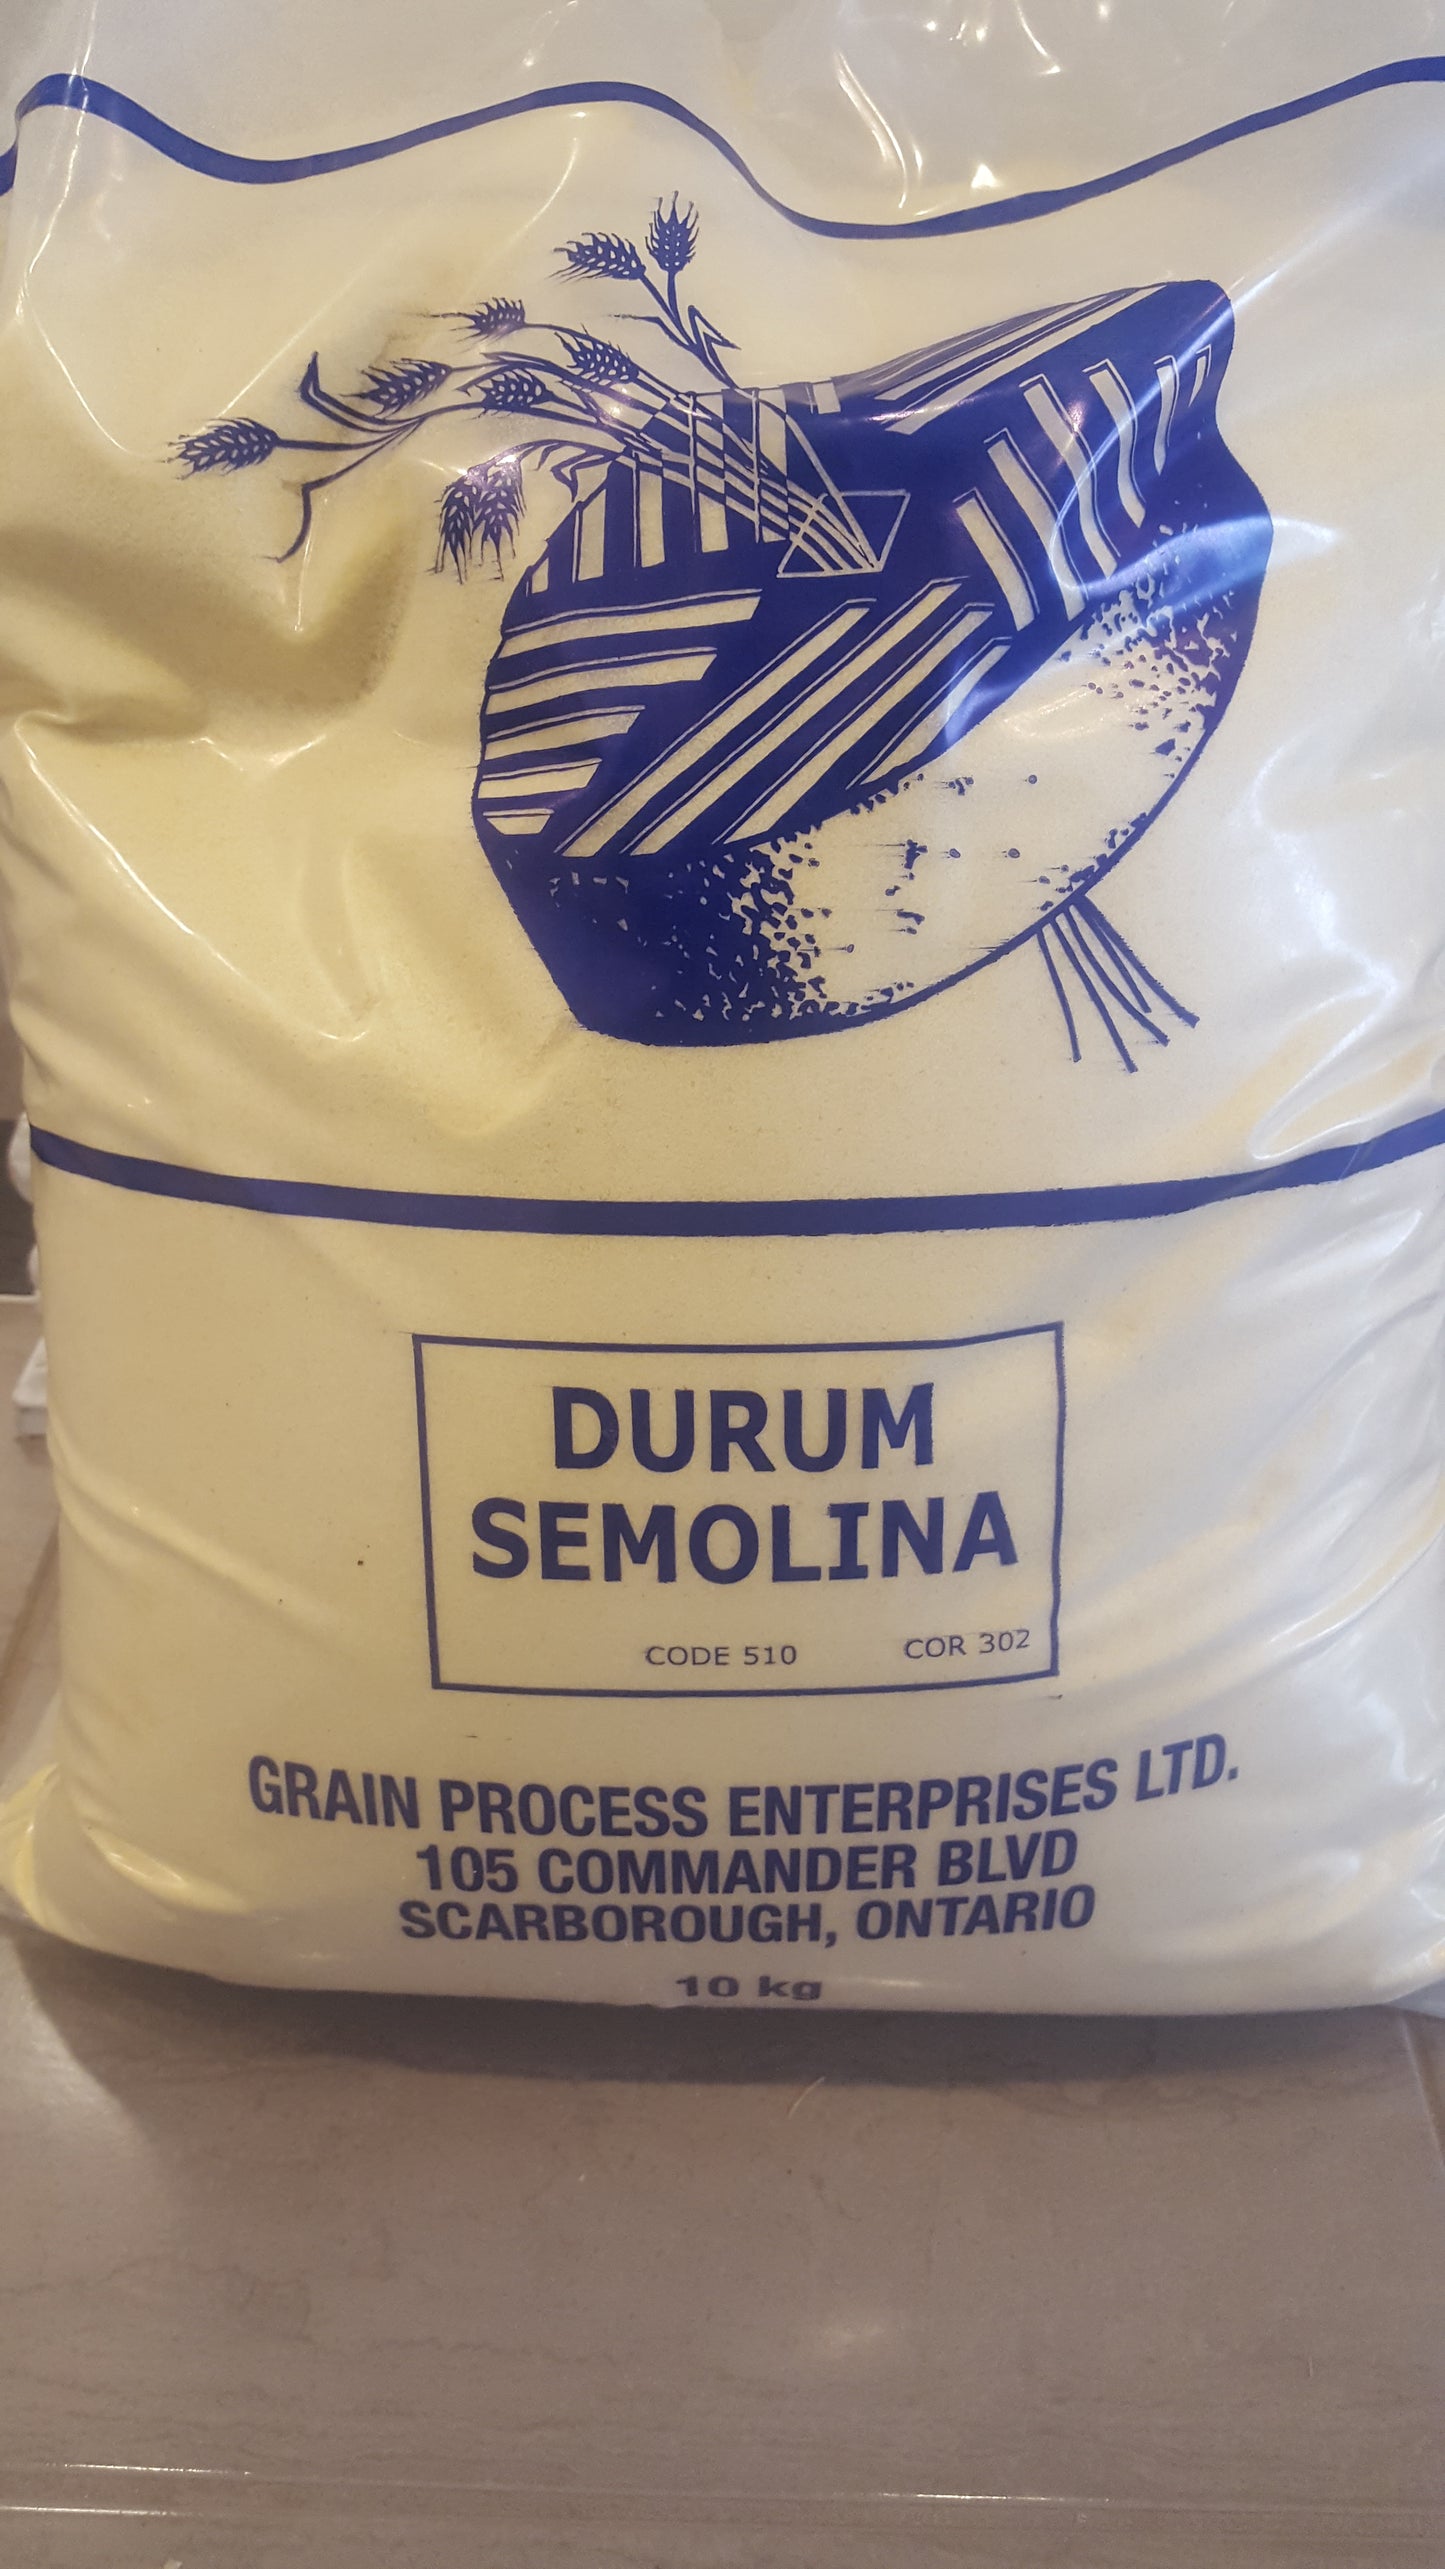 DURUM
SEMOLINA
CODE 510 COR 302
GRAIN PROCESS ENTERPRISES LTD.
105 COMMANDER BLVD
SCARBOROUGH, ONTARIO
10 kg